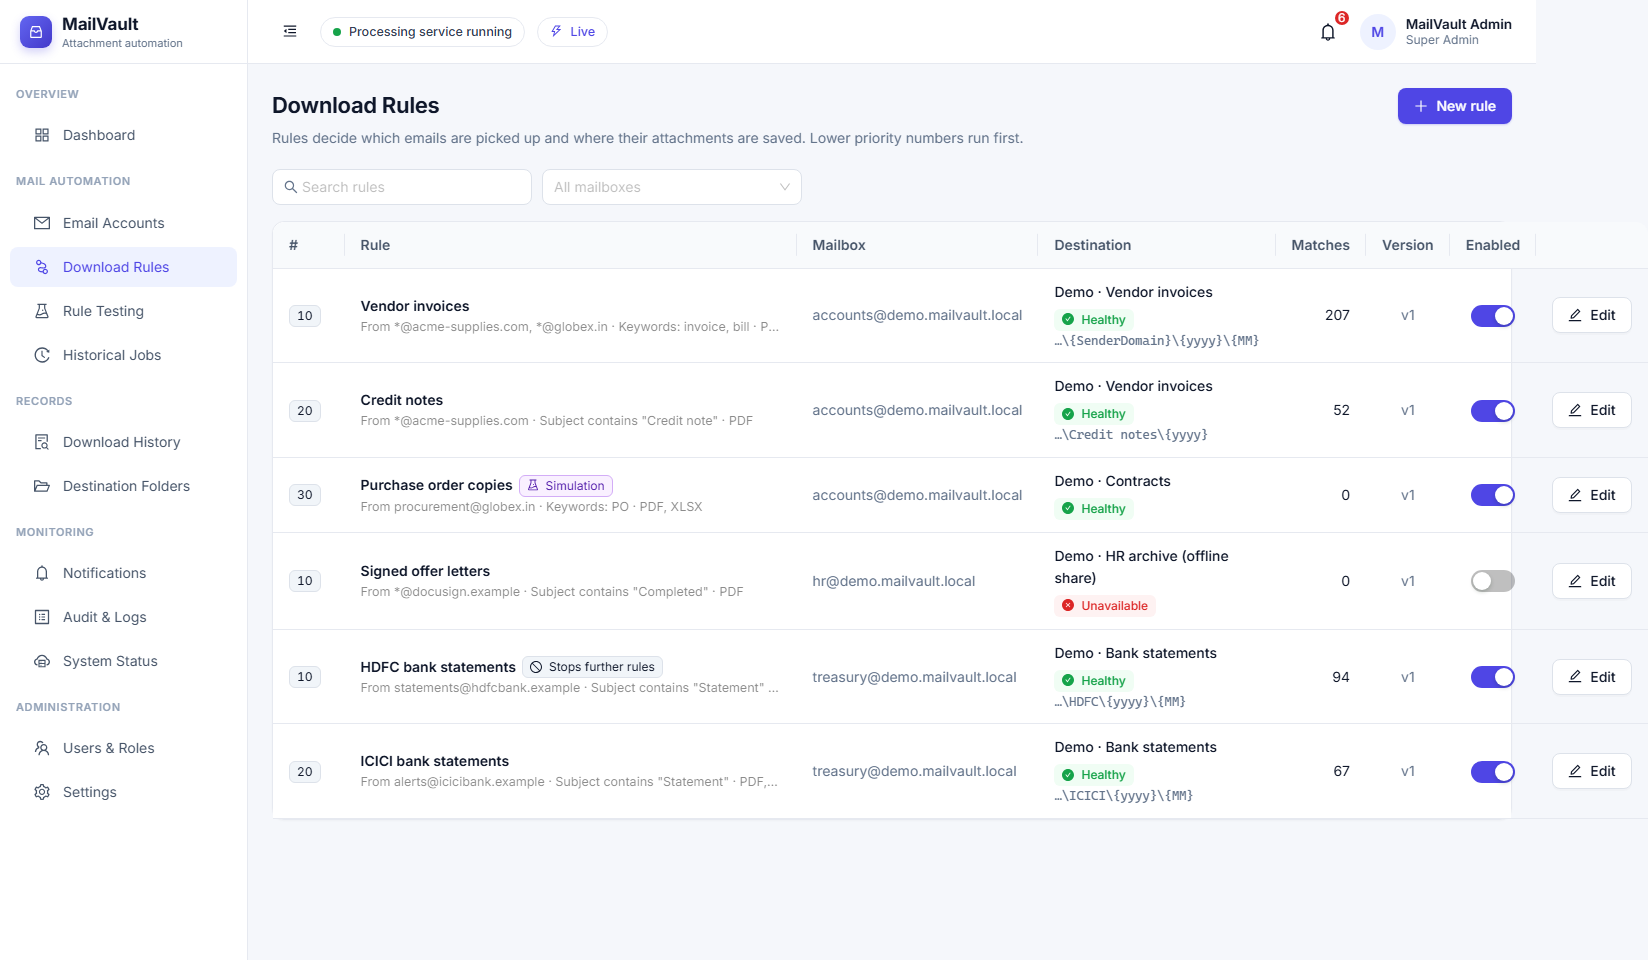 MailVault
Attachment automation
Processing service running
Live
6
M
MailVault Admin
Super Admin
OVERVIEW
Dashboard
MAIL AUTOMATION
Email Accounts
Download Rules
Rule Testing
Historical Jobs
RECORDS
Download History
Destination Folders
MONITORING
Notifications
Audit & Logs
System Status
ADMINISTRATION
Users & Roles
Settings
Download Rules
New rule
Rules decide which emails are picked up and where their attachments are saved. Lower priority numbers run first.
Search rules
All mailboxes
# Rule Mailbox Destination Matches Version Enabled
10
Vendor invoices
From *@acme-supplies.com, *@globex.in · Keywords: invoice, bill · P...
accounts@demo.mailvault.local
Demo · Vendor invoices
Healthy
…\{SenderDomain}\{yyyy}\{MM}
207
v1
Edit
20
Credit notes
From *@acme-supplies.com · Subject contains "Credit note" · PDF
accounts@demo.mailvault.local
Demo · Vendor invoices
Healthy
…\Credit notes\{yyyy}
52
v1
Edit
30
Purchase order copies Simulation
From procurement@globex.in · Keywords: PO · PDF, XLSX
accounts@demo.mailvault.local
Demo · Contracts
Healthy
0
v1
Edit
10
Signed offer letters
From *@docusign.example · Subject contains "Completed" · PDF
hr@demo.mailvault.local
Demo · HR archive (offline
share)
Unavailable
0
v1
Edit
10
HDFC bank statements Stops further rules
From statements@hdfcbank.example · Subject contains "Statement" ...
treasury@demo.mailvault.local
Demo · Bank statements
Healthy
…\HDFC\{yyyy}\{MM}
94
v1
Edit
20
ICICI bank statements
From alerts@icicibank.example · Subject contains "Statement" · PDF,...
treasury@demo.mailvault.local
Demo · Bank statements
Healthy
…\ICICI\{yyyy}\{MM}
67
v1
Edit